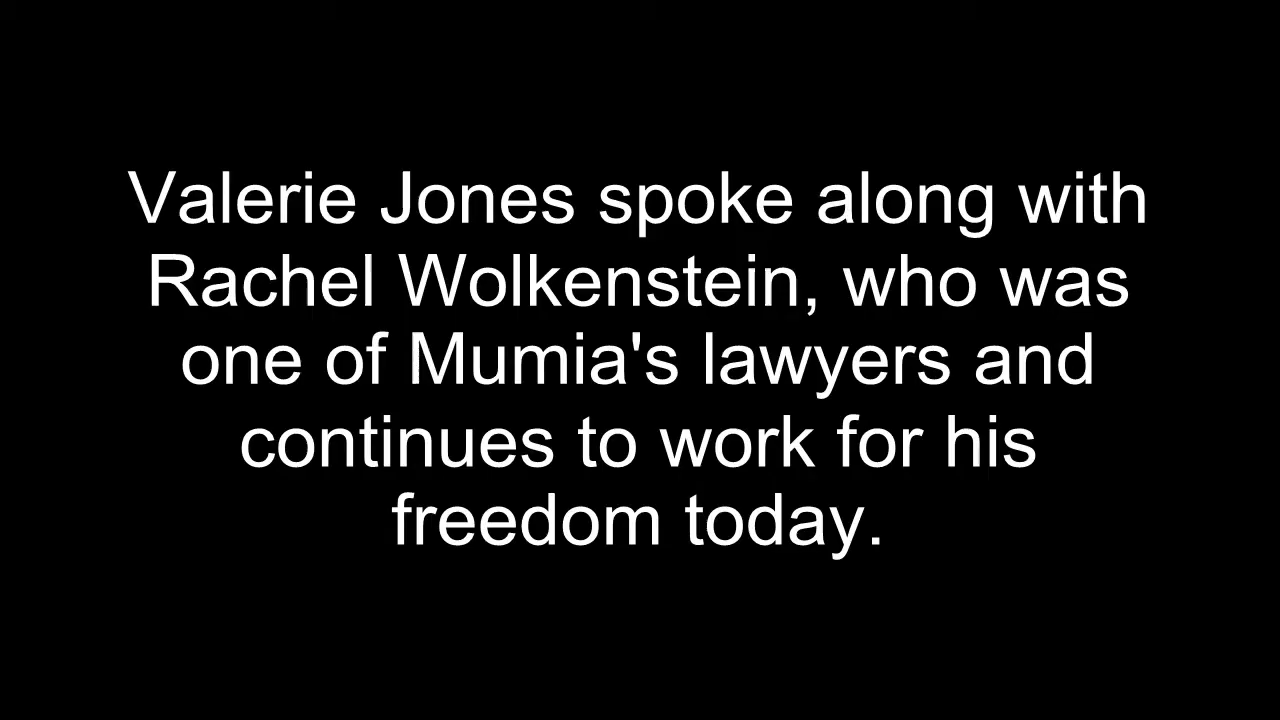 Valerie Jones spoke along with
Rachel Wolkenstein, who was
one of Mumia's lawyers and
continues to work for his
freedom today.